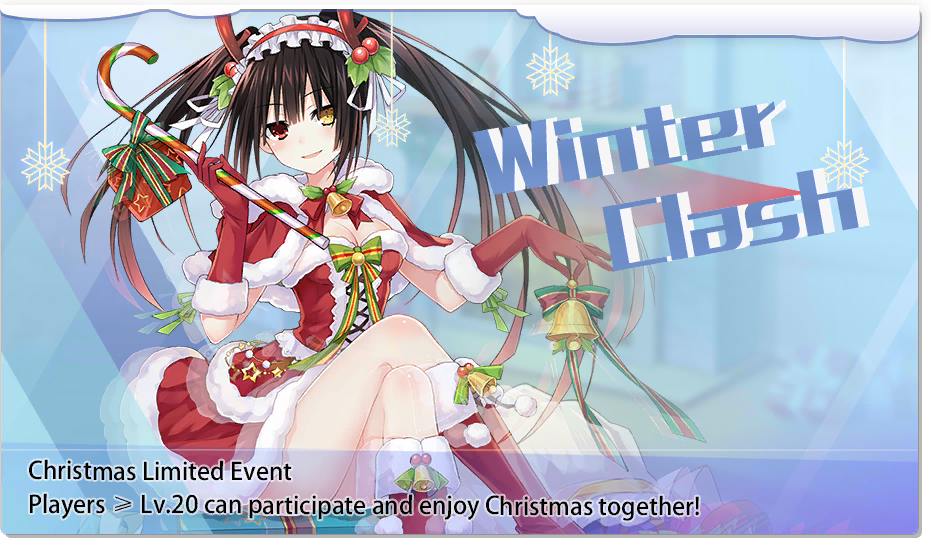 Winter
Clash
Christmas Limited Event
Players ≥ Lv.20 can participate and enjoy Christmas together!